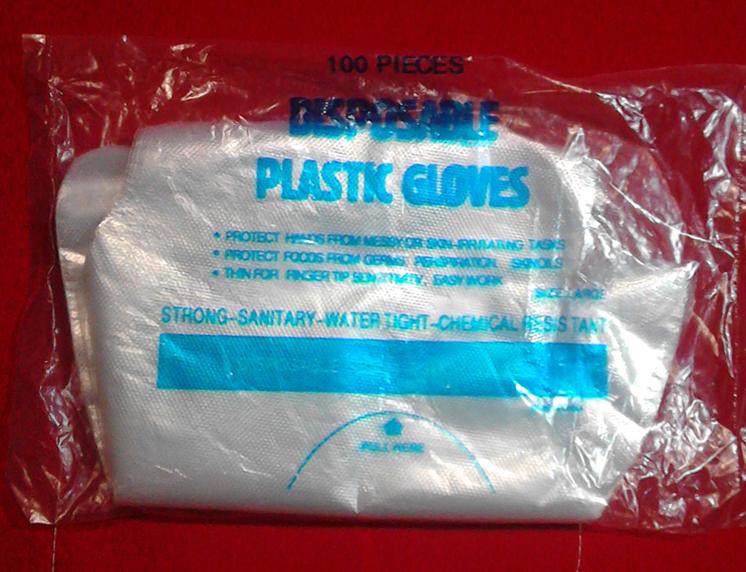 100 PIECES
DISPOSABLE
PLASTIC GLOVES
• PROTECT HANDS FROM MESSY OR SKIN-IRRITATING TASKS
• PROTECT FOODS FROM GERMS, PERSPIRATION, SKIN OILS
• THIN FOR FINGER TIP SENSITIVITY, EASY WORK
SIZE: LARGE
STRONG-SANITARY-WATER TIGHT-CHEMICAL RESISTANT
PULL HERE